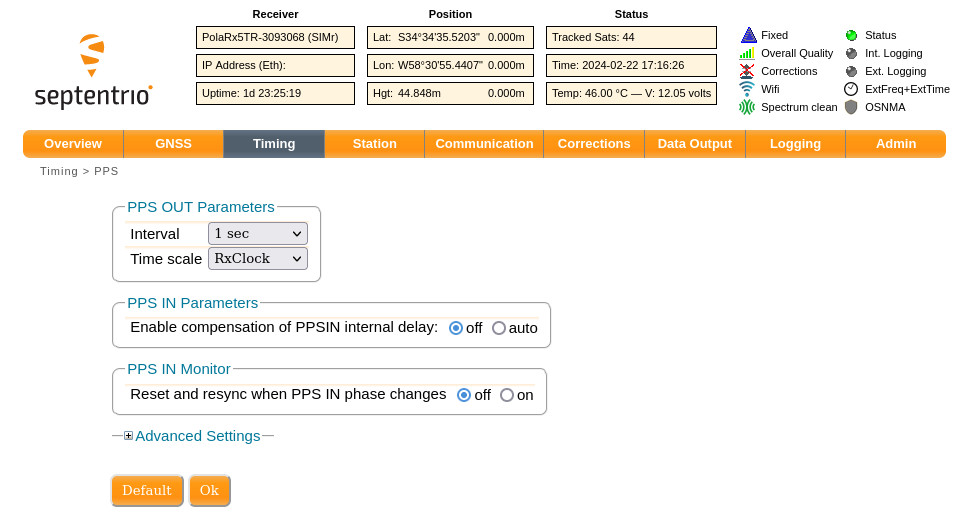 septentrio
Receiver
PolaRx5TR-3093068 (SIMr)
IP Address (Eth):
Uptime: 1d 23:25:19
Position
Lat: S34°34'35.5203" 0.000m
Lon: W58°30'55.4407" 0.000m
Hgt: 44.848m 0.000m
Status
Tracked Sats: 44
Time: 2024-02-22 17:16:26
Temp: 46.00 °C — V: 12.05 volts
Fixed
Overall Quality
Corrections
Wifi
Spectrum clean
Status
Int. Logging
Ext. Logging
ExtFreq+ExtTime
OSNMA
Overview GNSS Timing Station Communication Corrections Data Output Logging Admin
Timing > PPS
PPS OUT Parameters
Interval 1 sec
Time scale RxClock
PPS IN Parameters
Enable compensation of PPSIN internal delay: off auto
PPS IN Monitor
Reset and resync when PPS IN phase changes off on
Advanced Settings
Default Ok